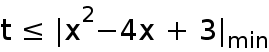 t ≤ |x²−4x + 3|ₘᵢₙ